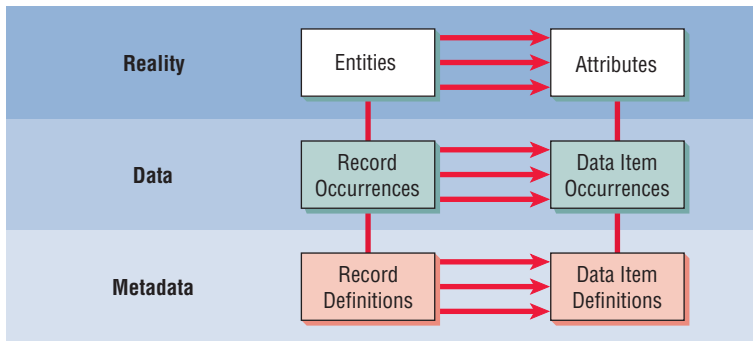 Reality
Entities
Attributes
Data
Record
Occurrences
Data Item
Occurrences
Metadata
Record
Definitions
Data Item
Definitions